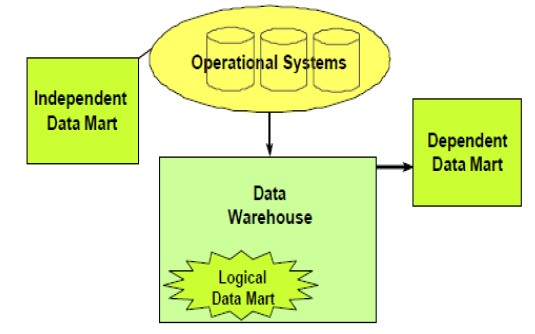 Operational Systems
Independent
Data Mart
Dependent
Data Mart
Data
Warehouse
Logical
Data Mart